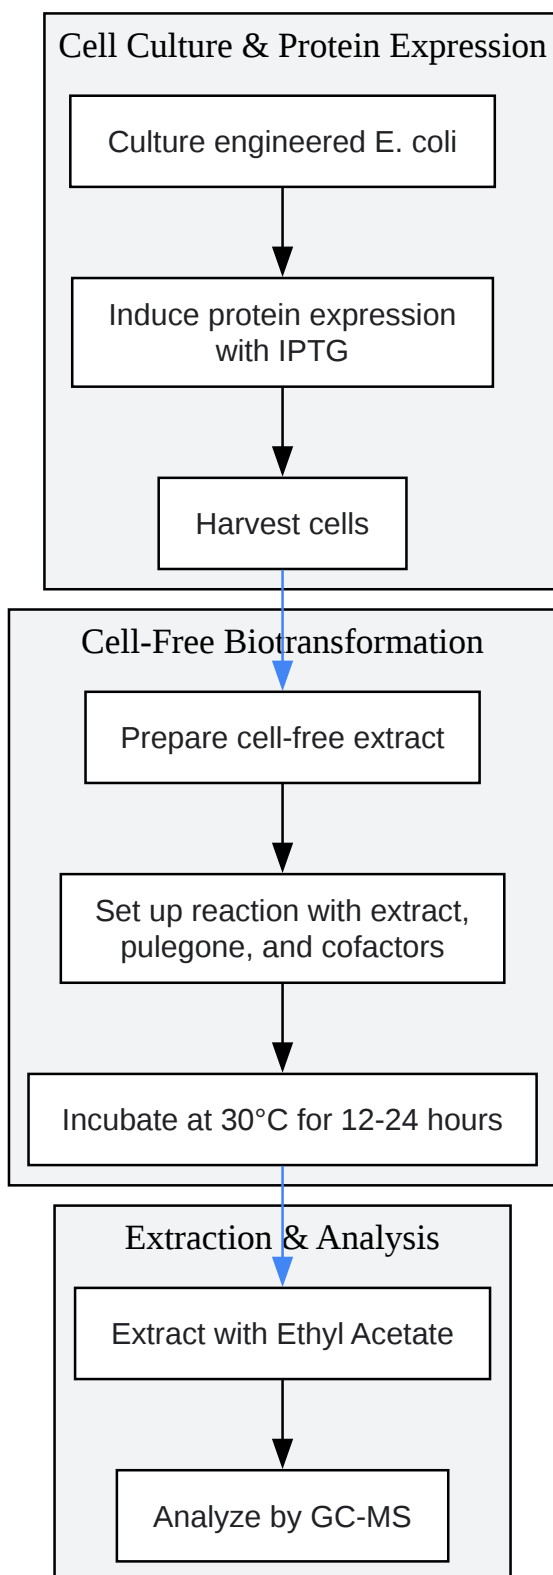 Cell Culture & Protein Expression
Culture engineered E. coli
Induce protein expression
with IPTG
Harvest cells
Cell-Free Biotransformation
Prepare cell-free extract
Set up reaction with extract,
pulegone, and cofactors
Incubate at 30°C for 12-24 hours
Extraction & Analysis
Extract with Ethyl Acetate
Analyze by GC-MS